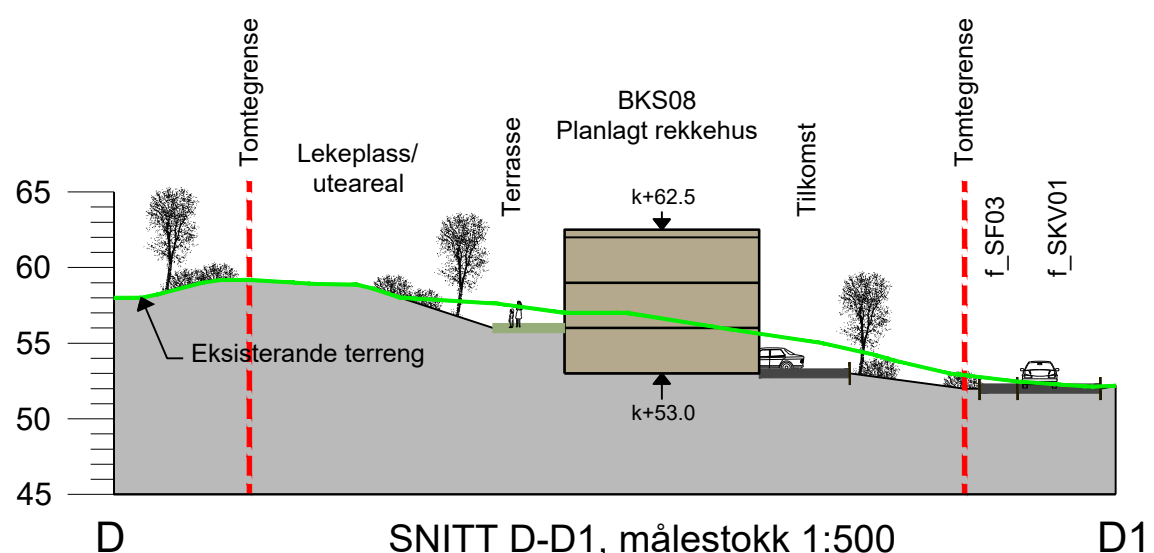 Tomtegrense
Lekeplass/
uteareal
Terrasse
BKS08
Planlagt rekkehus
Tilkomst
Tomtegrense
f_SF03
f_SKV01
65
60
55
50
45
k+62.5
k+53.0
Eksisterande terreng
D
SNITT D-D1, målestokk 1:500
D1